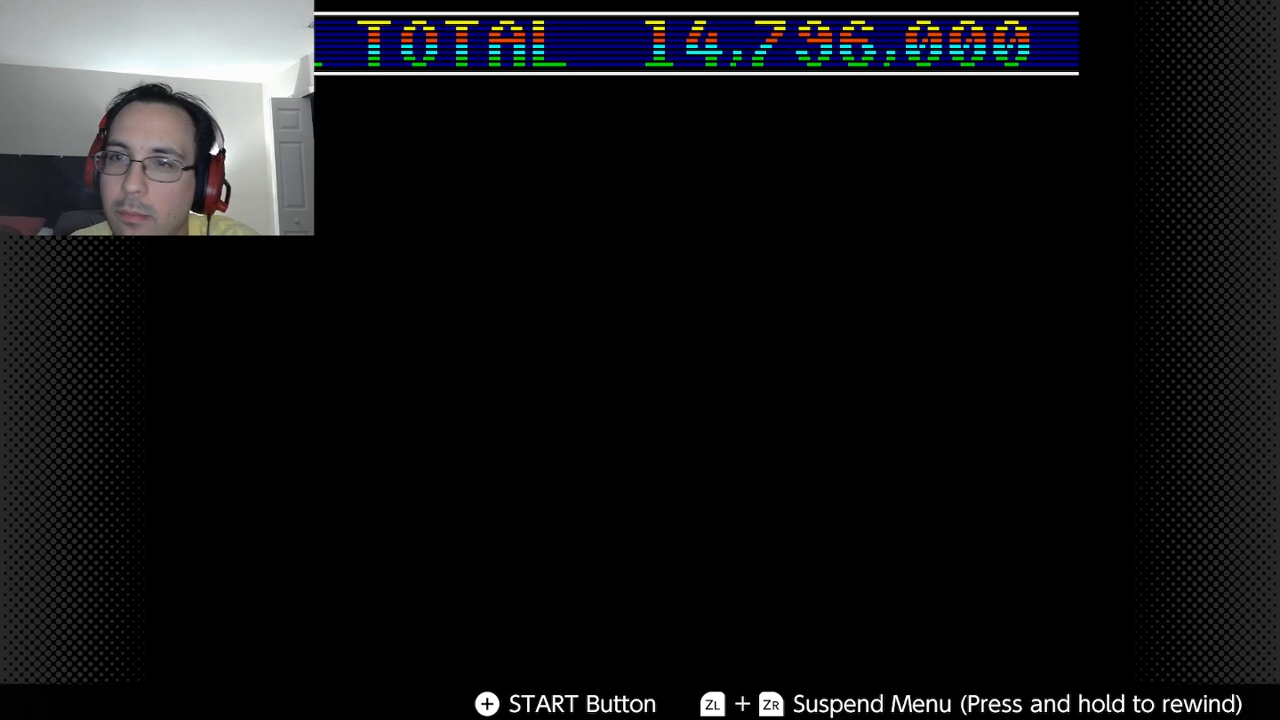 TOTAL 14,796,000
START Button ZL + ZR Suspend Menu (Press and hold to rewind)